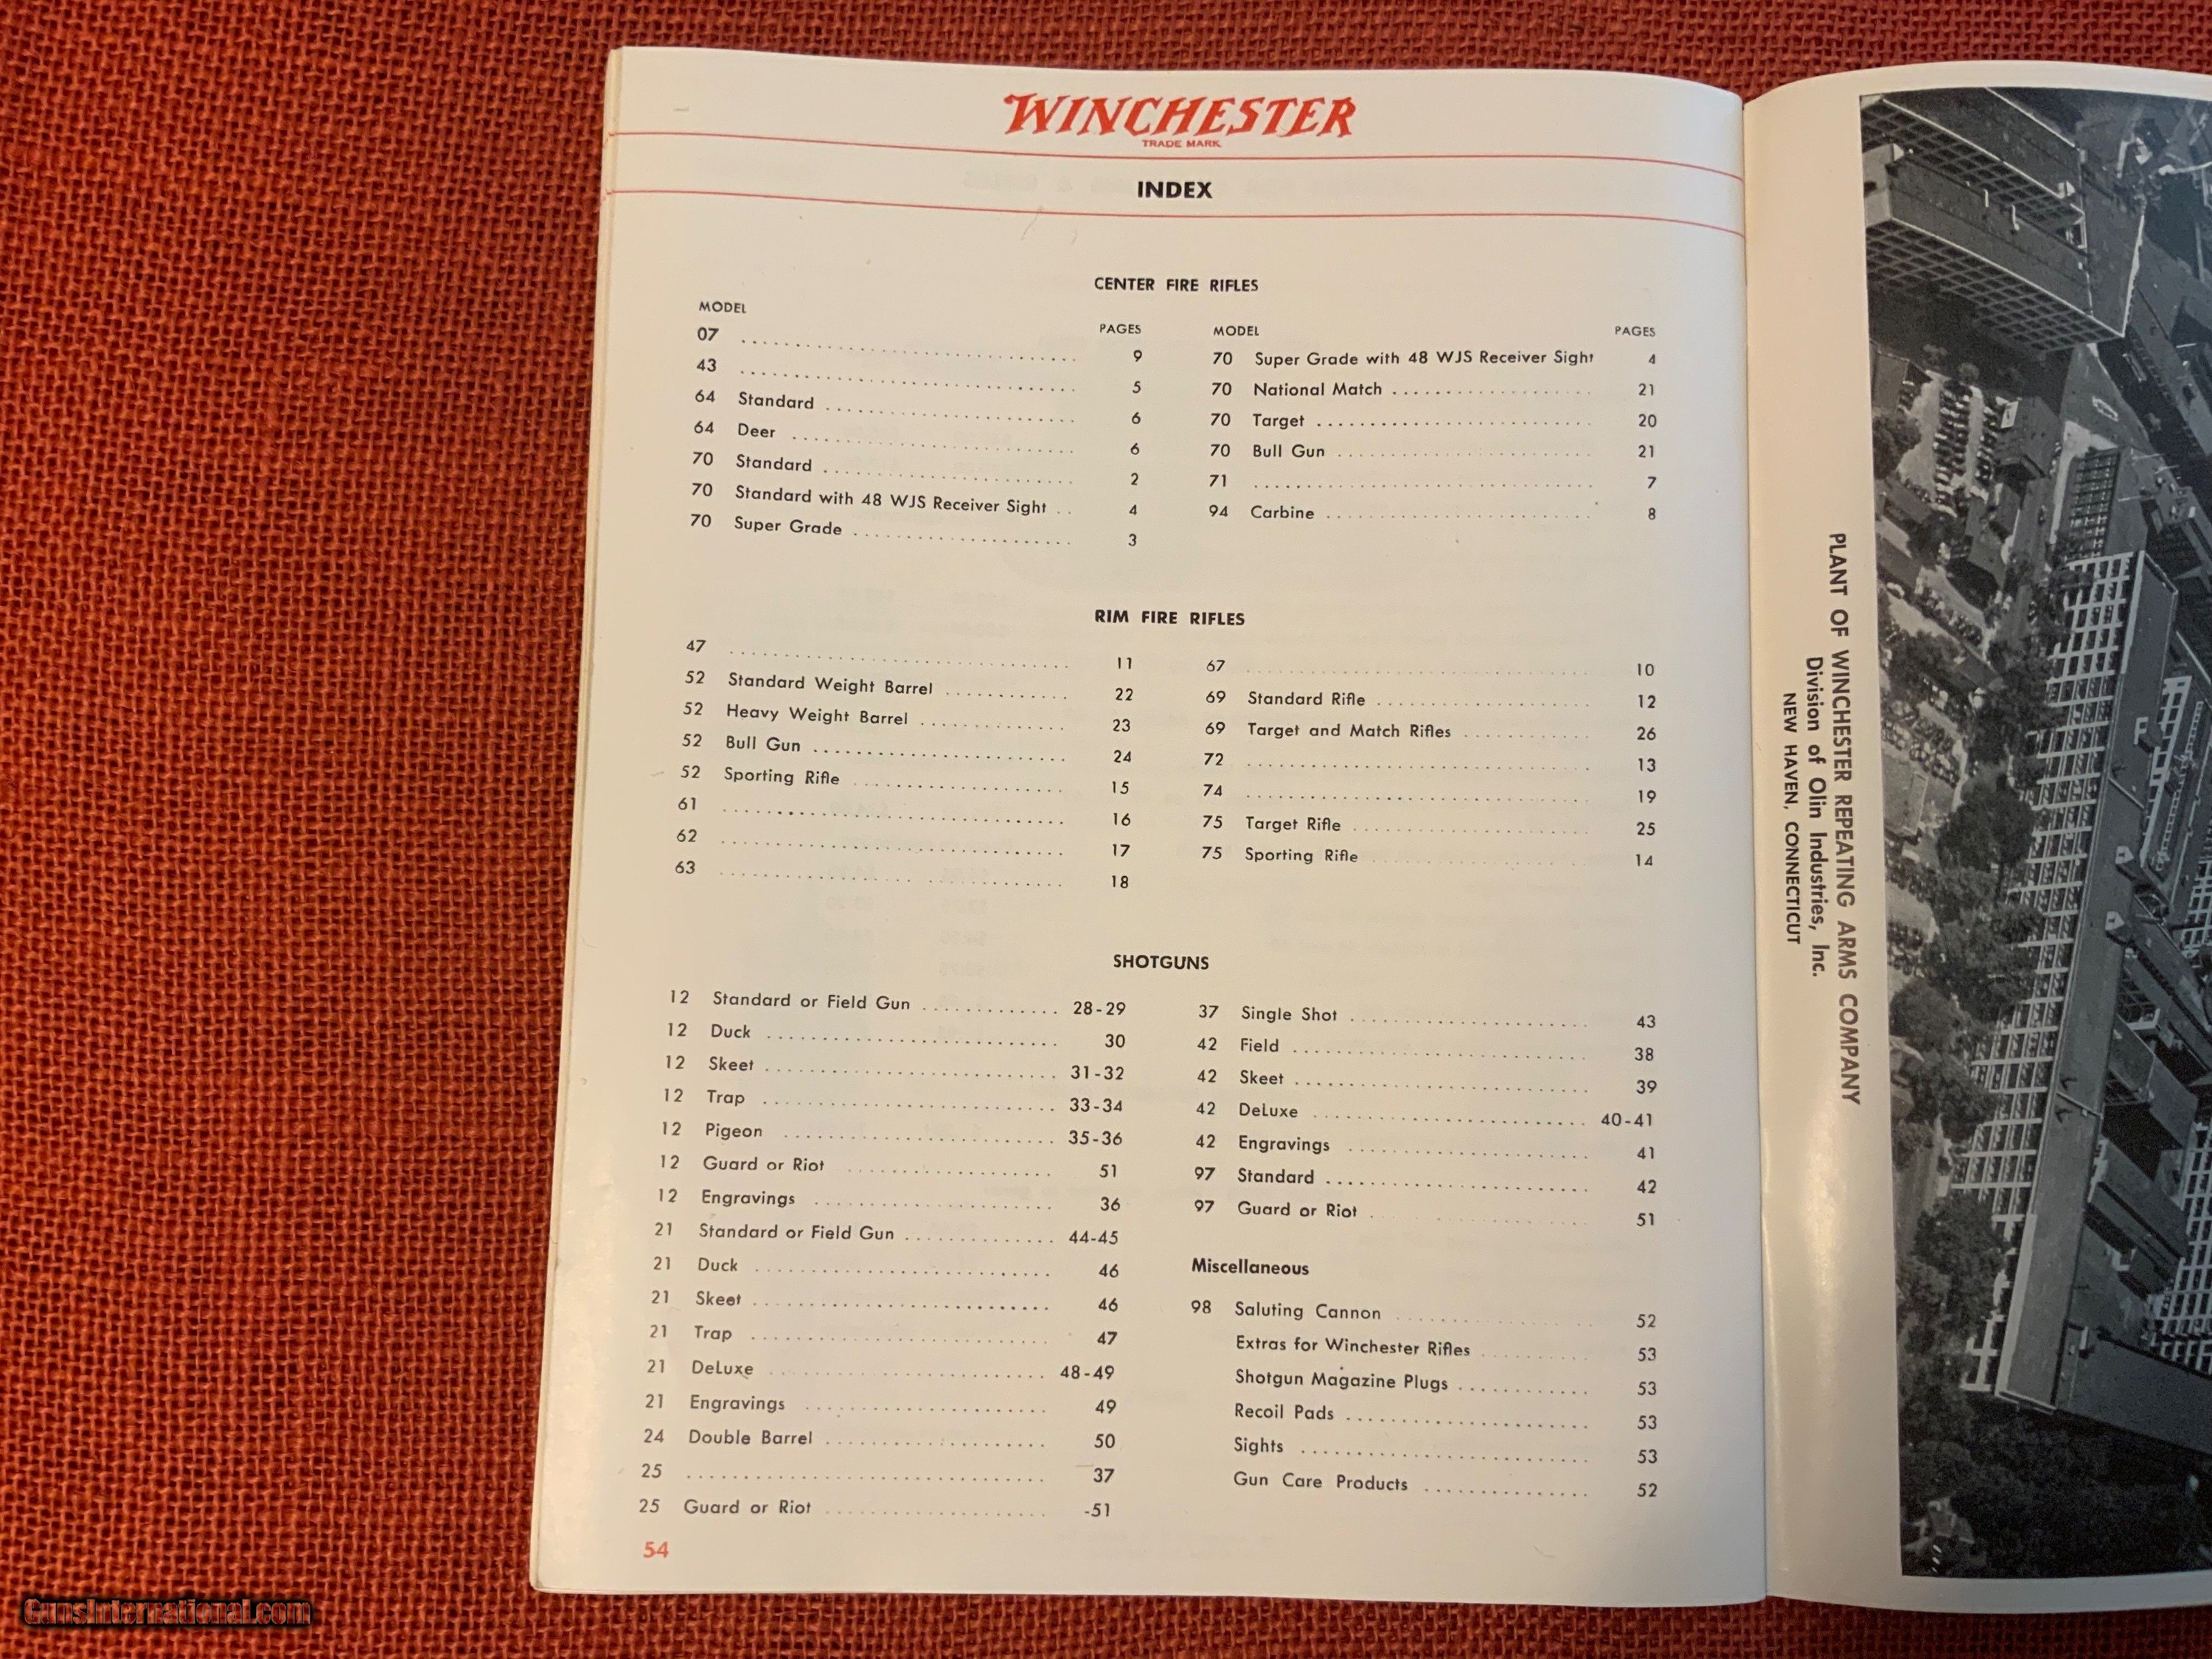 WINCHESTER
TRADE MARK
INDEX
CENTER FIRE RIFLES
MODEL PAGES
07 .............................. 9
43 .............................. 5
64 Standard ...................... 6
64 Deer ......................... 6
70 Standard ...................... 2
70 Standard with 48 WJS Receiver Sight .. 4
70 Super Grade .................... 3
MODEL PAGES
70 Super Grade with 48 WJS Receiver Sight 4
70 National Match .................. 21
70 Target ......................... 20
70 Bull Gun ....................... 21
71 .............................. 7
94 Carbine ........................ 8
RIM FIRE RIFLES
47 .............................. 11
52 Standard Weight Barrel ............ 22
52 Heavy Weight Barrel .............. 23
52 Bull Gun ....................... 24
52 Sporting Rifle ................... 15
61 .............................. 16
62 .............................. 17
63 .............................. 18
67 .............................. 10
69 Standard Rifle ................... 12
69 Target and Match Rifles ............ 26
72 .............................. 13
74 .............................. 19
75 Target Rifle ..................... 25
75 Sporting Rifle ................... 14
SHOTGUNS
12 Standard or Field Gun ............. 28-29
12 Duck .......................... 30
12 Skeet .......................... 31-32
12 Trap .......................... 33-34
12 Pigeon ........................ 35-36
12 Guard or Riot ................... 51
12 Engravings ..................... 36
21 Standard or Field Gun ............. 44-45
21 Duck .......................... 46
21 Skeet .......................... 46
21 Trap .......................... 47
21 DeLuxe ........................ 48-49
21 Engravings ..................... 49
24 Double Barrel .................... 50
25 .............................. 37
25 Guard or Riot .................... -51
37 Single Shot ..................... 43
42 Field .......................... 38
42 Skeet .......................... 39
42 DeLuxe ........................ 40-41
42 Engravings ..................... 41
97 Standard ....................... 42
97 Guard or Riot ................... 51
Miscellaneous
98 Saluting Cannon .................. 52
Extras for Winchester Rifles .......... 53
Shotgun Magazine Plugs ............ 53
Recoil Pads ...................... 53
Sights .......................... 53
Gun Care Products ............... 52
54
PLANT OF WINCHESTER REPEATING ARMS COMPANY
Division of Olin Industries, Inc.
NEW HAVEN, CONNECTICUT
GunsInternational.com